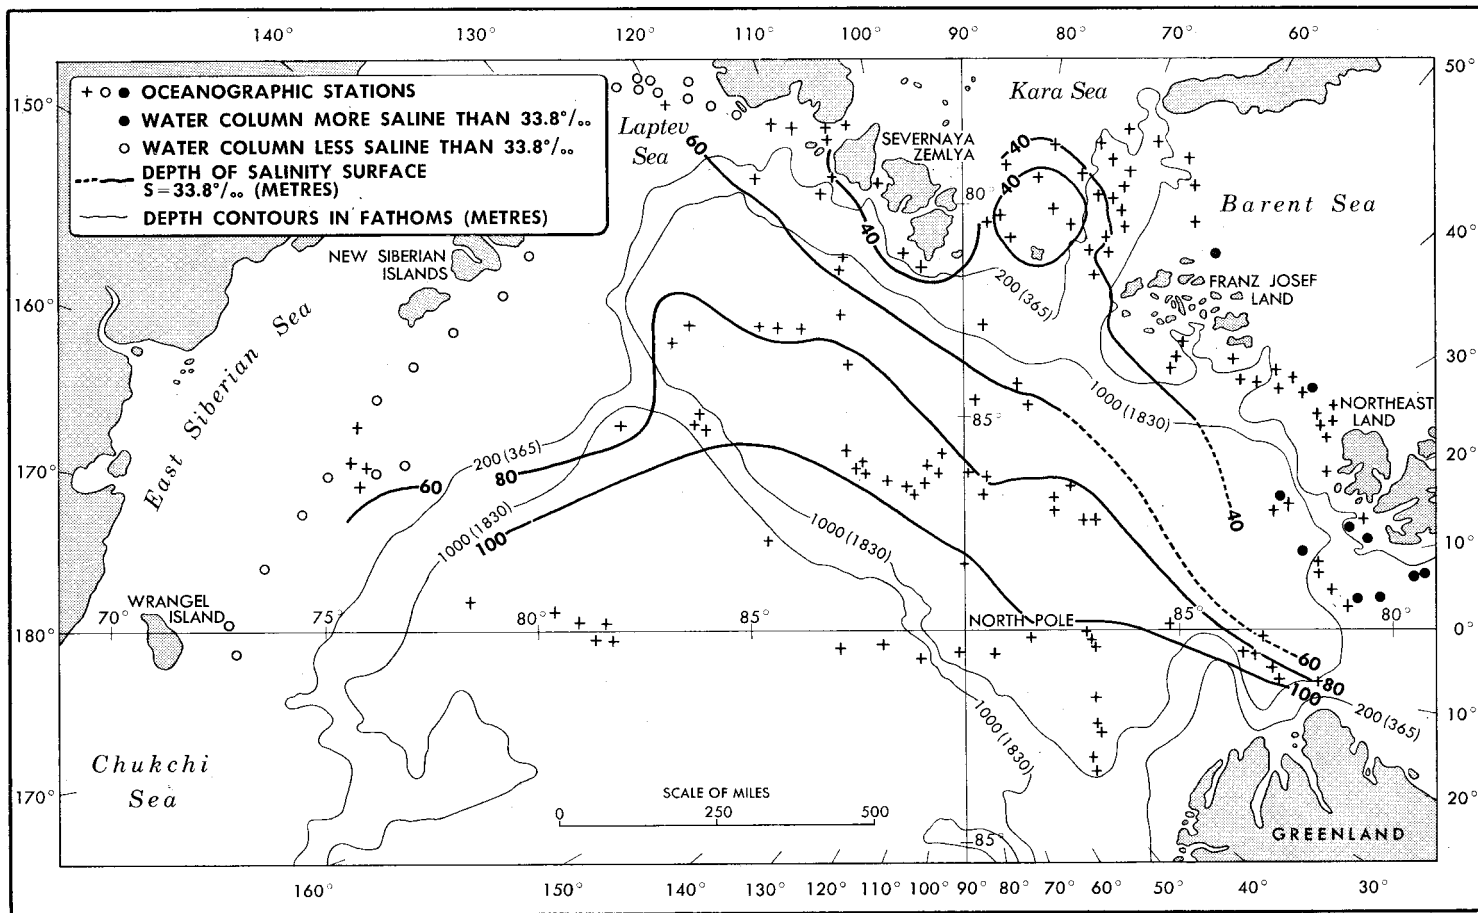 140° 130° 120° 110° 100° 90° 80° 70° 60°
50°
+ ○ ● OCEANOGRAPHIC STATIONS
● WATER COLUMN MORE SALINE THAN 33.8°/₀₀
○ WATER COLUMN LESS SALINE THAN 33.8°/₀₀
DEPTH OF SALINITY SURFACE
S=33.8°/₀₀ (METRES)
DEPTH CONTOURS IN FATHOMS (METRES)
150°
Laptev
Sea
Kara Sea
SEVERNAYA
ZEMLYA
60
40
40
40
80°
Barent Sea
40°
NEW SIBERIAN
ISLANDS
200 (365)
FRANZ JOSEF
LAND
160°
East Siberian Sea
30°
1000 (1830)
85°
NORTHEAST
LAND
200 (365)
80
60
170°
20°
1000 (1830)
100
1000 (1830)
40
10°
WRANGEL
ISLAND
70° 75° 80° 85°
NORTH POLE
85° 80°
180°
0°
60
80
100
200 (365)
10°
1000 (1830)
Chukchi
Sea
170°
SCALE OF MILES
0 250 500
20°
85°
GREENLAND
160° 150° 140° 130° 120° 110° 100° 90° 80° 70° 60° 50° 40° 30°